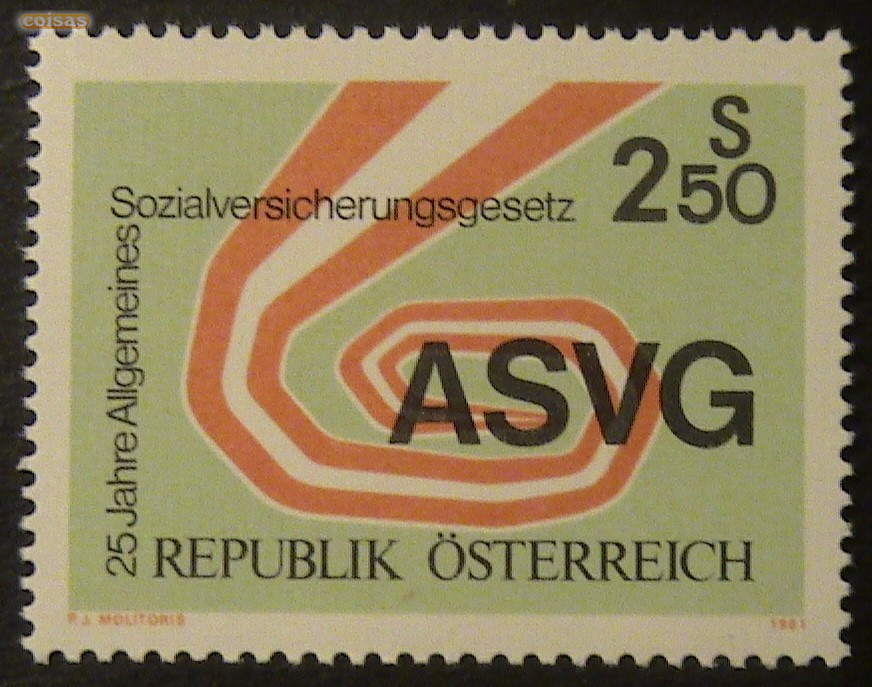 coisas
S
2 50
25 Jahre Allgemeines
Sozialversicherungsgesetz
ASVG
REPUBLIK ÖSTERREICH
P.J. MOLITORIS
1981